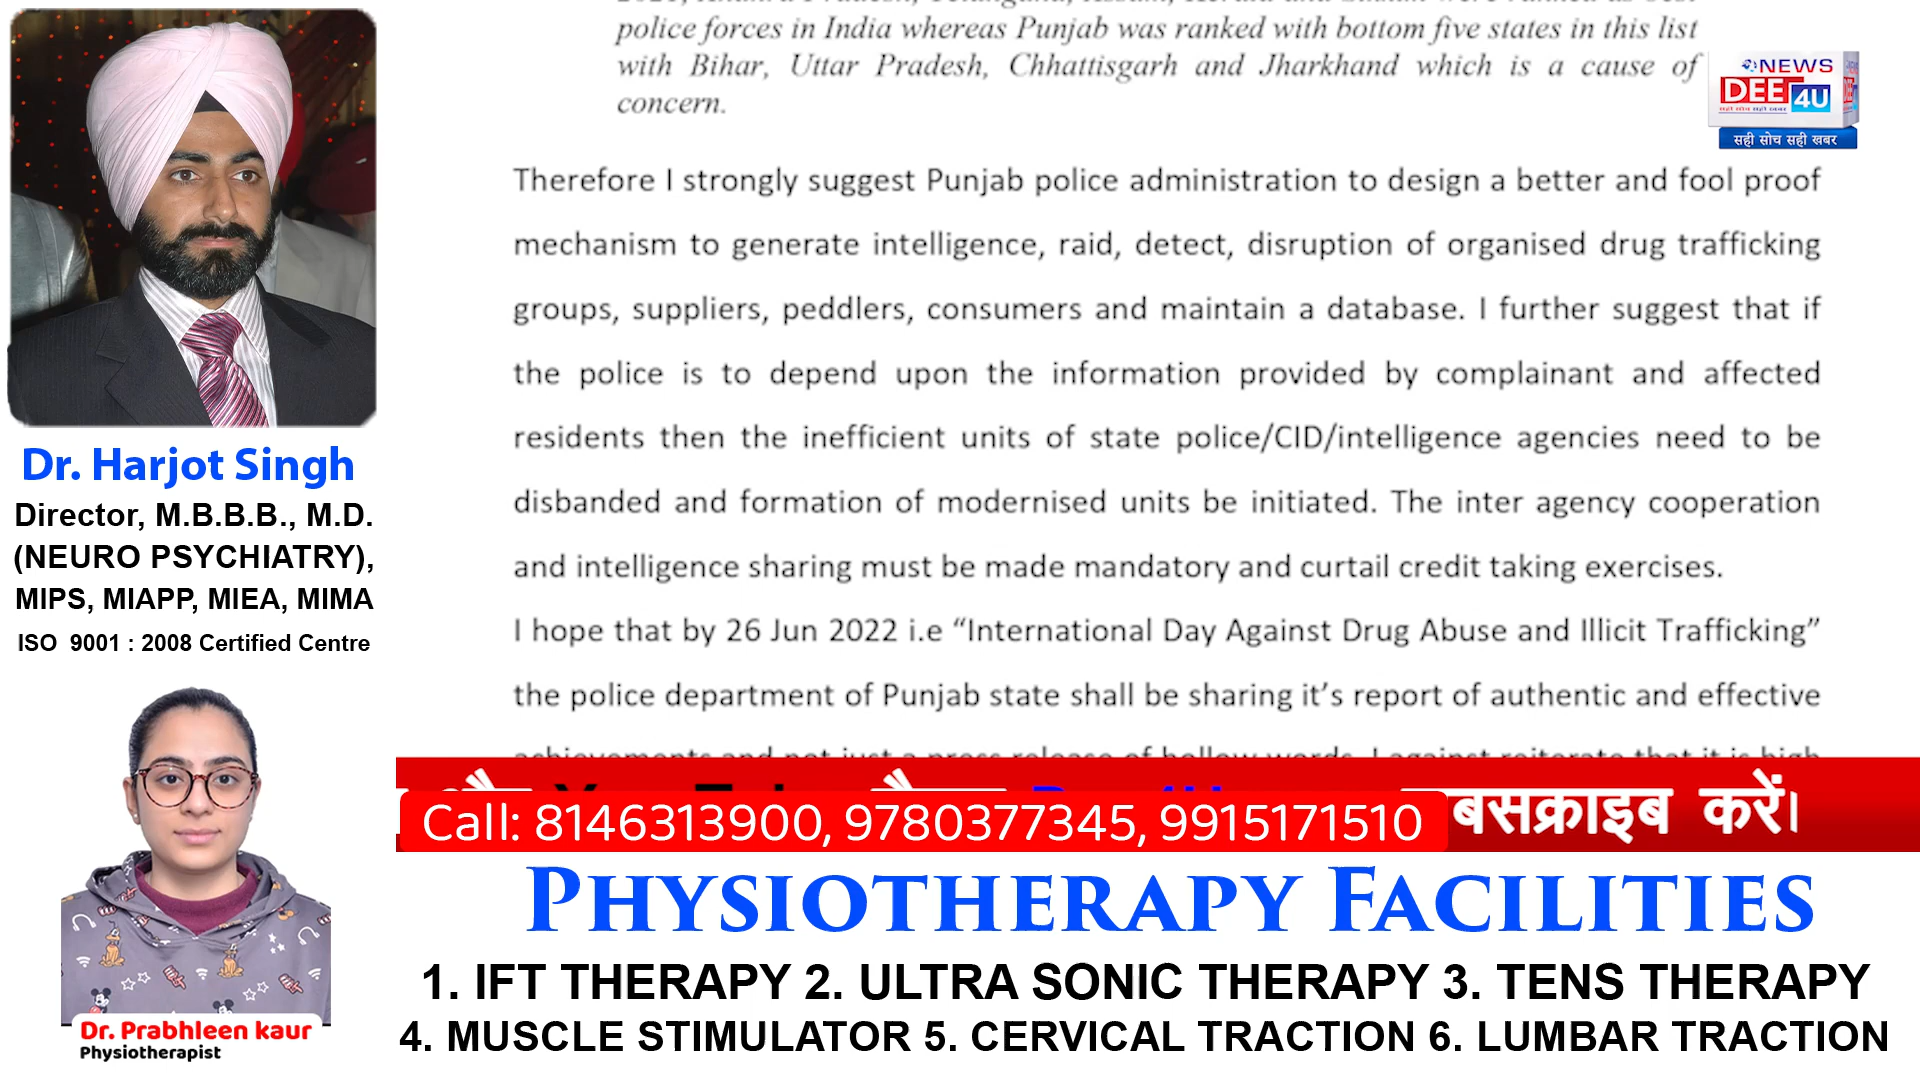 police forces in India whereas Punjab was ranked with bottom five states in this list
with Bihar, Uttar Pradesh, Chhattisgarh and Jharkhand which is a cause of
concern.
NEWS
DEE 4U
सही सोच सही खबर
Therefore I strongly suggest Punjab police administration to design a better and fool proof
mechanism to generate intelligence, raid, detect, disruption of organised drug trafficking
groups, suppliers, peddlers, consumers and maintain a database. I further suggest that if
the police is to depend upon the information provided by complainant and affected
residents then the inefficient units of state police/CID/intelligence agencies need to be
disbanded and formation of modernised units be initiated. The inter agency cooperation
and intelligence sharing must be made mandatory and curtail credit taking exercises.
I hope that by 26 Jun 2022 i.e “International Day Against Drug Abuse and Illicit Trafficking”
the police department of Punjab state shall be sharing it’s report of authentic and effective
Dr. Harjot Singh
Director, M.B.B.B., M.D.
(NEURO PSYCHIATRY),
MIPS, MIAPP, MIEA, MIMA
ISO 9001 : 2008 Certified Centre
Dr. Prabhleen kaur
Physiotherapist
बसक्राइब करें।
Call: 8146313900, 9780377345, 9915171510
PHYSIOTHERAPY FACILITIES
1. IFT THERAPY 2. ULTRA SONIC THERAPY 3. TENS THERAPY
4. MUSCLE STIMULATOR 5. CERVICAL TRACTION 6. LUMBAR TRACTION